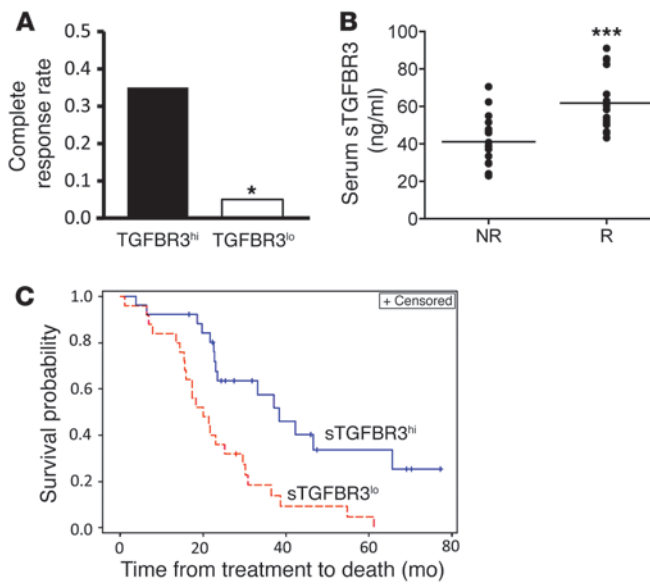 A
Complete
response rate
0.5
0.4
0.3
0.2
0.1
0.0
*
TGFBR3hi
TGFBR3lo
B
Serum sTGFBR3
(ng/ml)
100
80
60
40
20
0
***
NR
R
C
+ Censored
Survival probability
1.0
0.8
0.6
0.4
0.2
0.0
sTGFBR3hi
sTGFBR3lo
0 20 40 60 80
Time from treatment to death (mo)